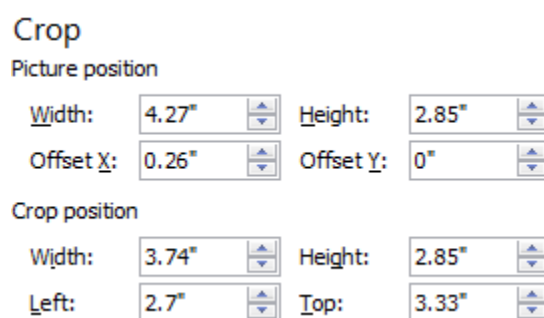 Crop
Picture position
Width: 4.27" Height: 2.85"
Offset X: 0.26" Offset Y: 0"
Crop position
Width: 3.74" Height: 2.85"
Left: 2.7" Top: 3.33"